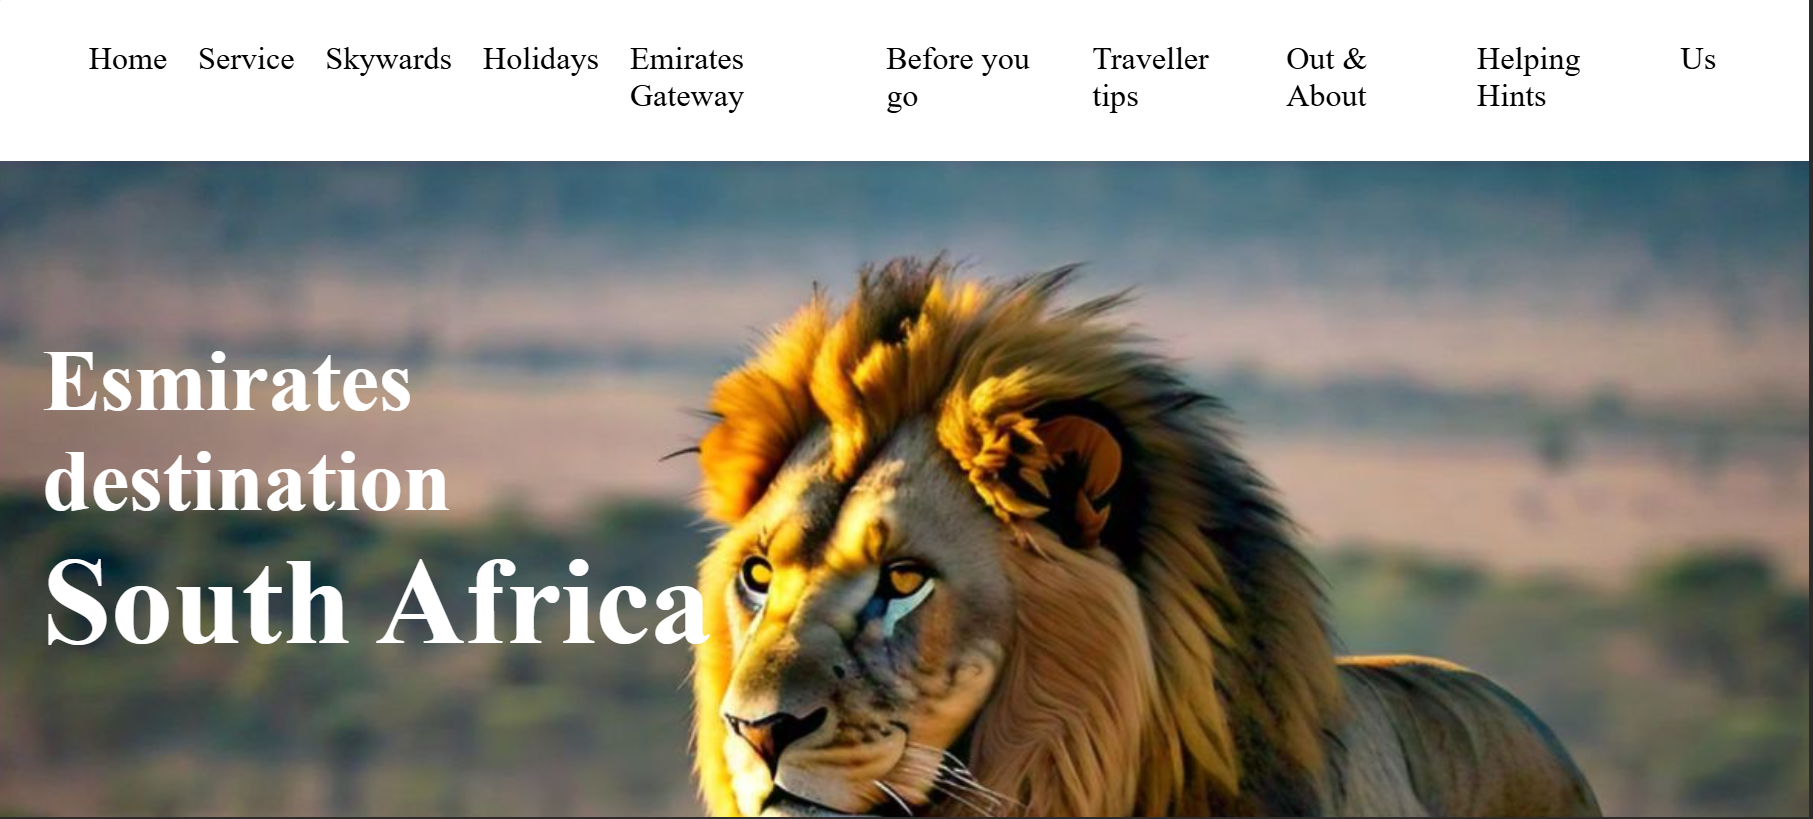 Home Service Skywards Holidays Emirates Gateway Before you go Traveller tips Out & About Helping Hints Us
Esmirates
destination
South Africa